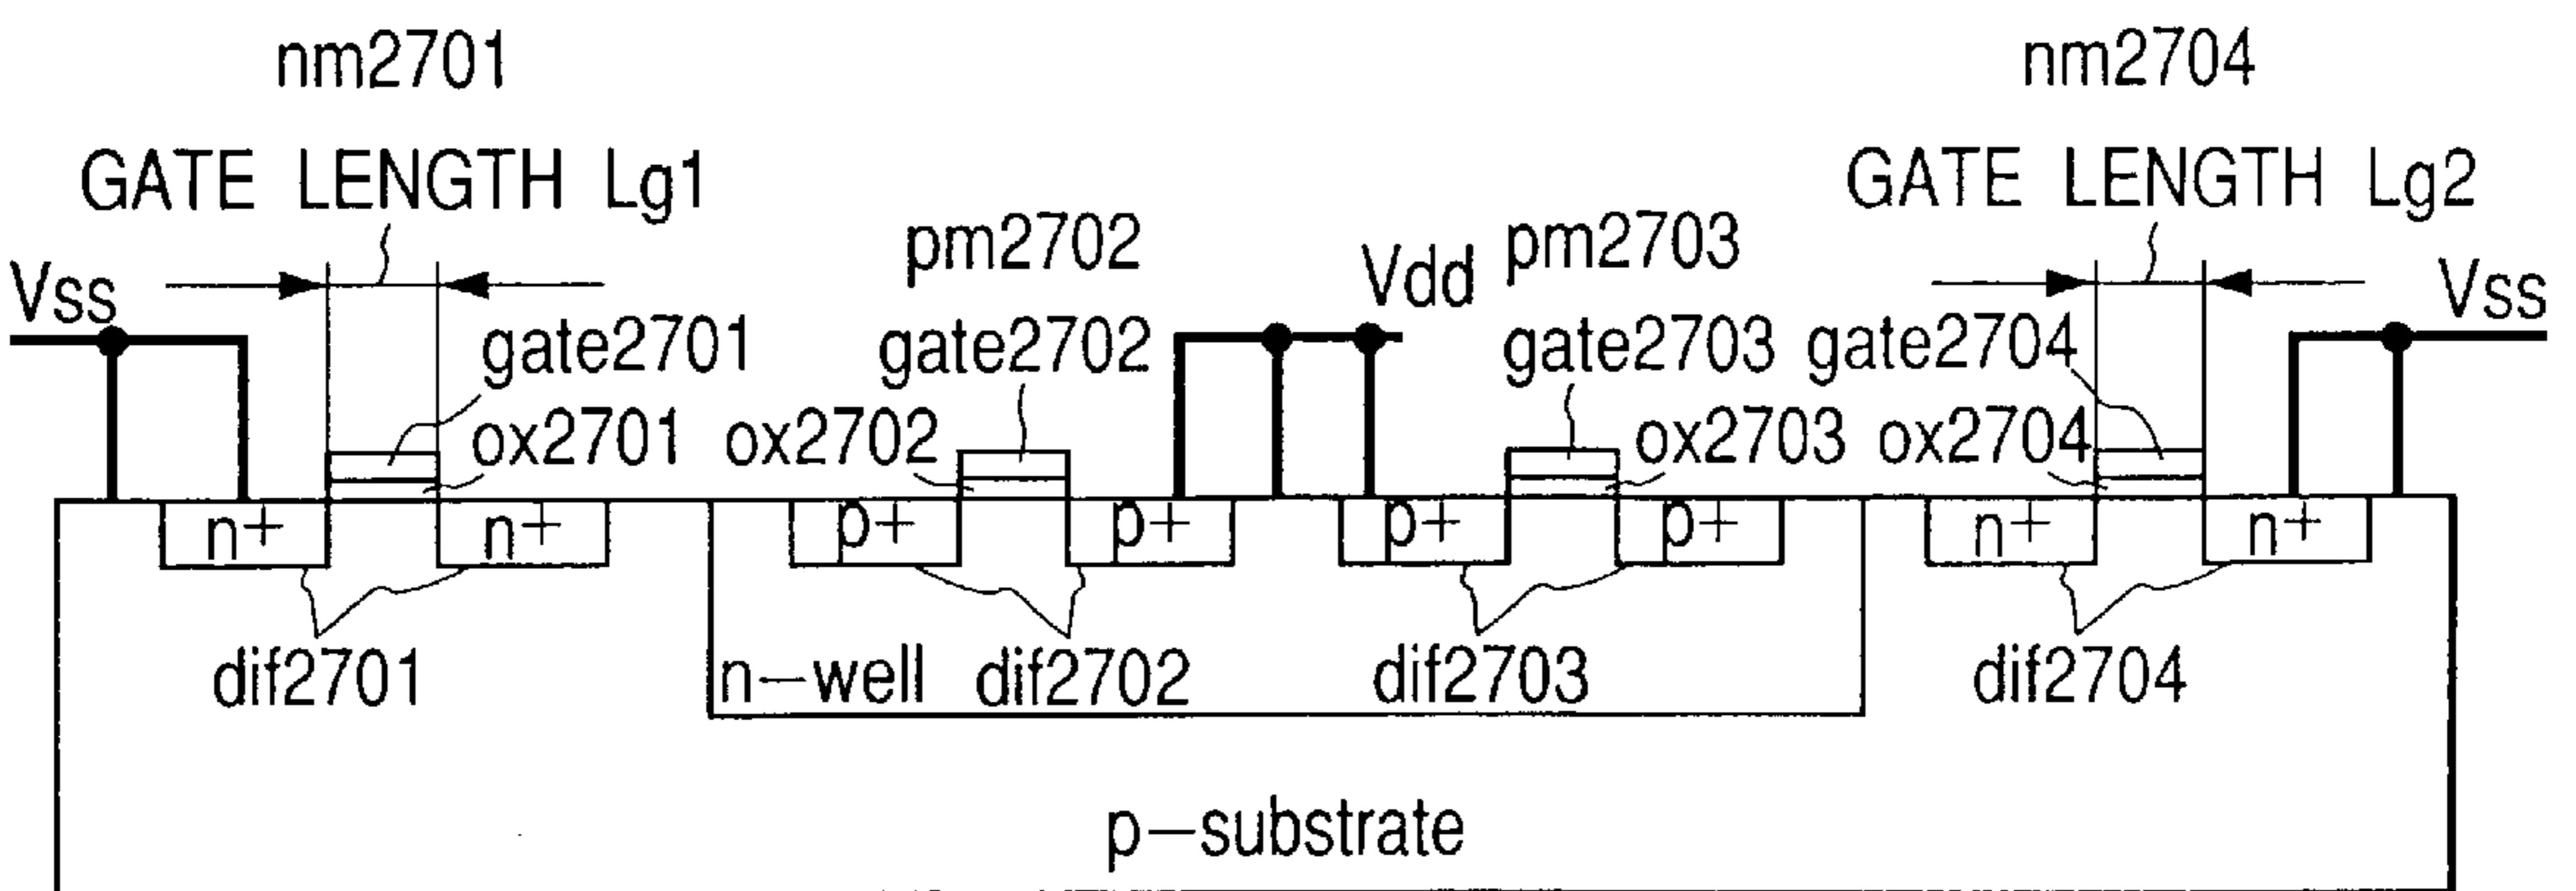 nm2701
nm2704
GATE LENGTH Lg1
GATE LENGTH Lg2
pm2702
pm2703
Vss
Vdd
Vss
gate2701
gate2702
gate2703
gate2704
ox2701
ox2702
ox2703
ox2704
n+
n+
p+
p+
p+
p+
n+
n+
dif2701
n-well
dif2702
dif2703
dif2704
p-substrate